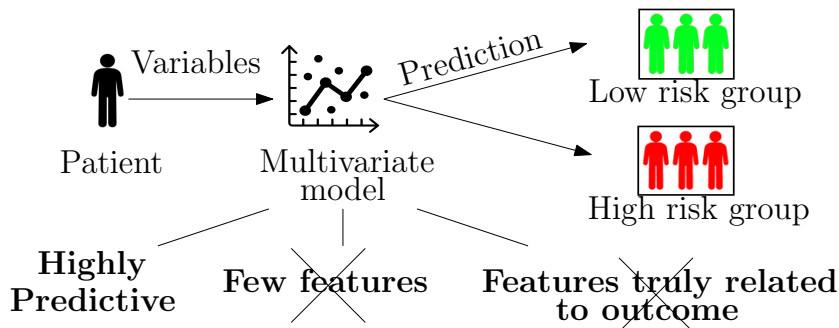 Variables
Prediction
Low risk group
Patient
Multivariate
model
High risk group
Highly
Predictive
Few features
Features truly related
to outcome